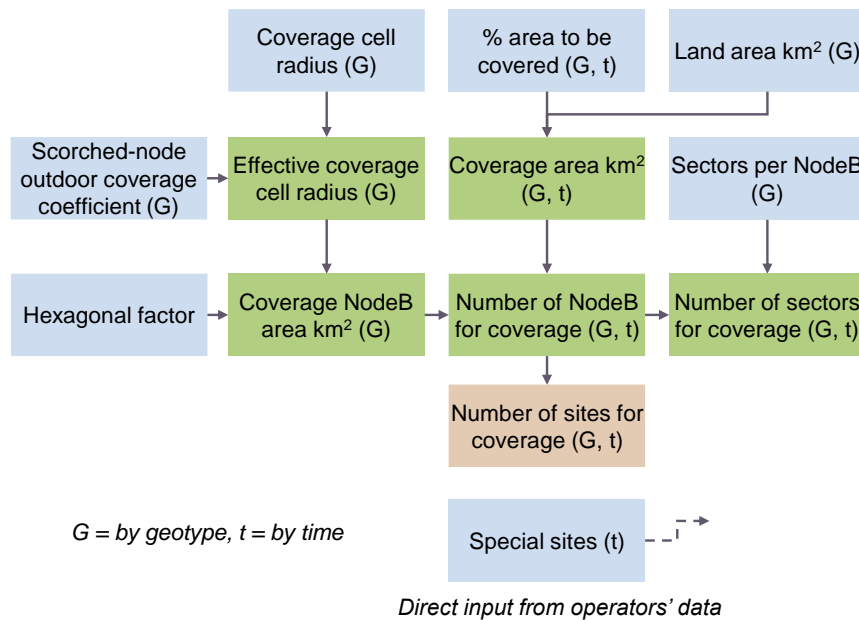 Coverage cell
radius (G)
% area to be
covered (G, t)
Land area km² (G)
Scorched-node
outdoor coverage
coefficient (G)
Effective coverage
cell radius (G)
Coverage area km²
(G, t)
Sectors per NodeB
(G)
Hexagonal factor
Coverage NodeB
area km² (G)
Number of NodeB
for coverage (G, t)
Number of sectors
for coverage (G, t)
Number of sites for
coverage (G, t)
G = by geotype, t = by time
Special sites (t)
Direct input from operators’ data